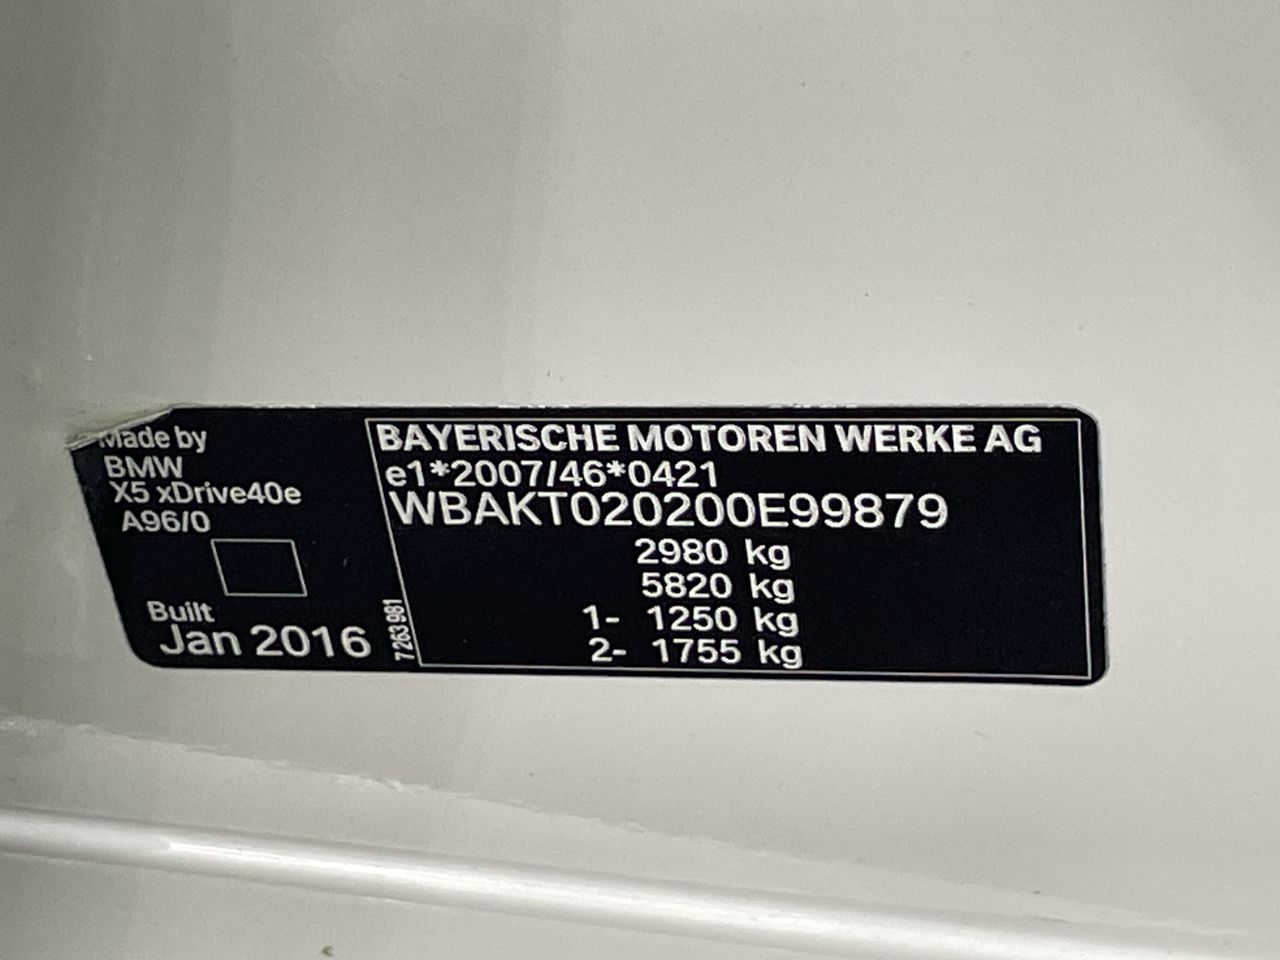 Made by
BMW
X5 xDrive40e
A96/0
Built
Jan 2016
7263981
BAYERISCHE MOTOREN WERKE AG
e1*2007/46*0421
WBAKT020200E99879
2980 kg
5820 kg
1- 1250 kg
2- 1755 kg